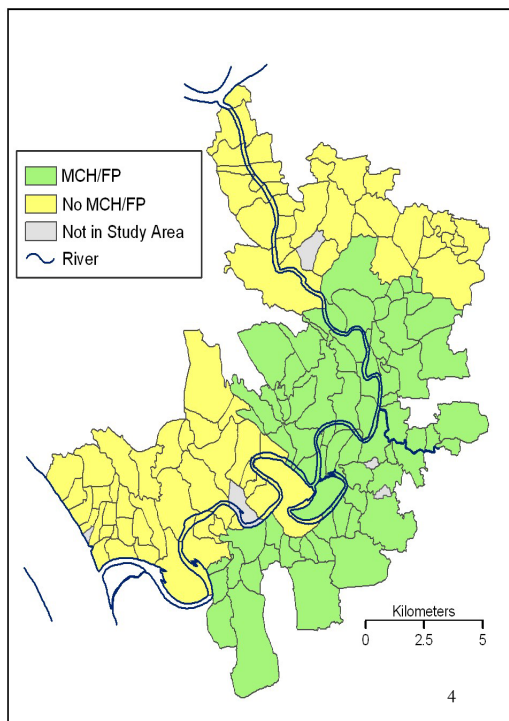 MCH/FP
No MCH/FP
Not in Study Area
River
Kilometers
0 2.5 5
4